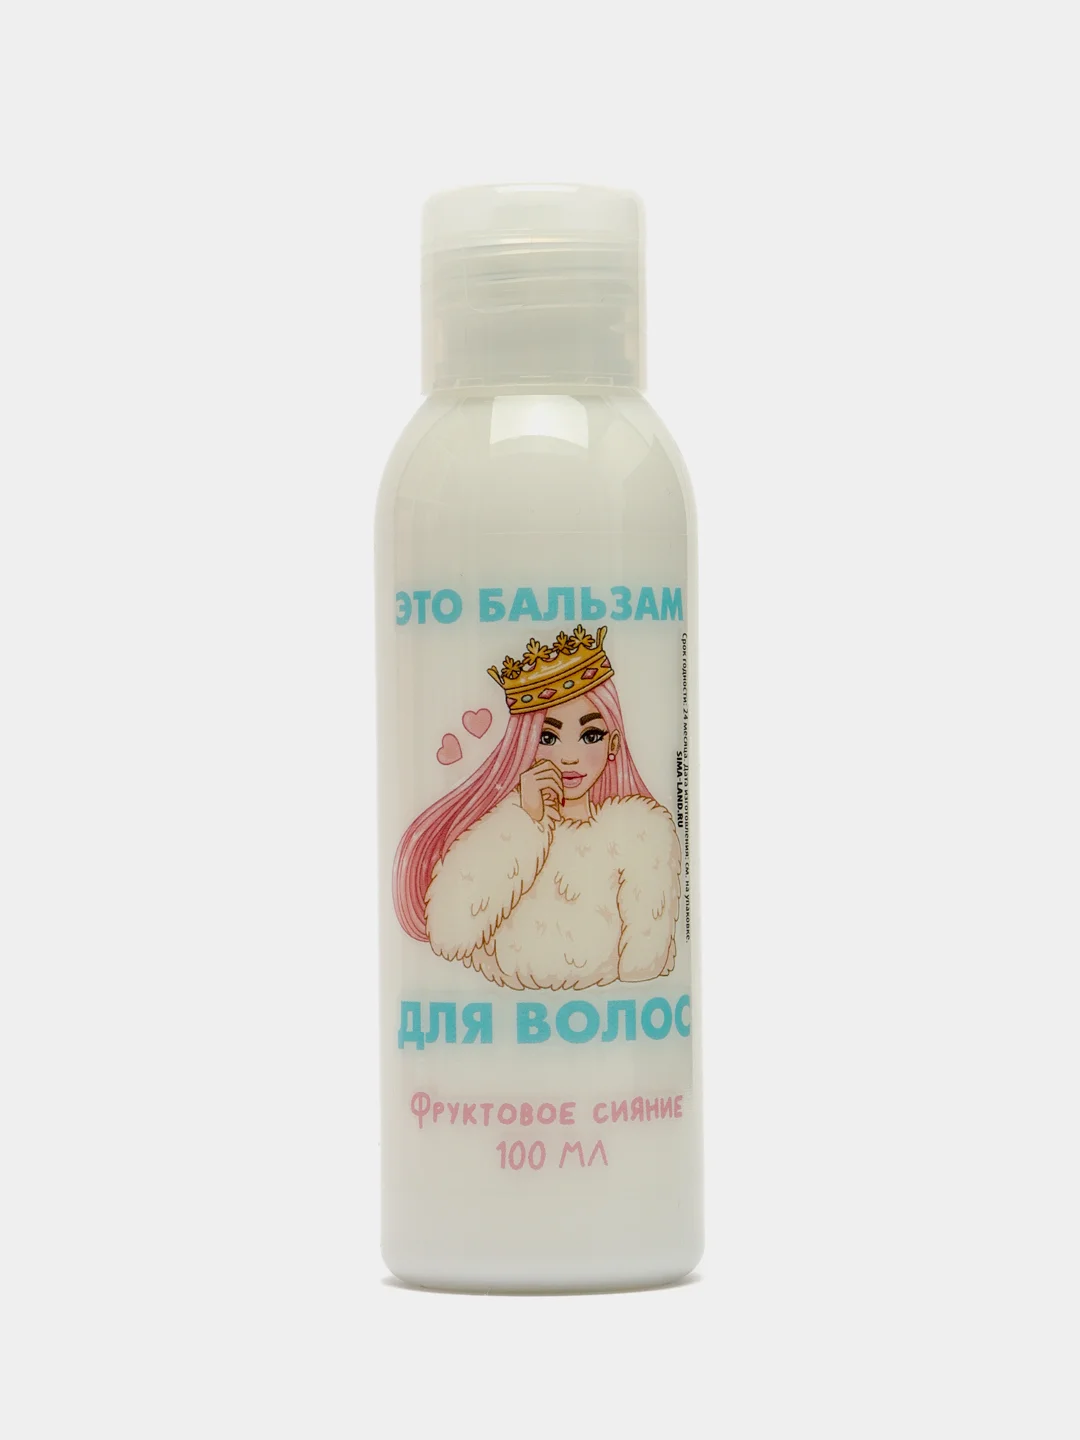 ЭТО БАЛЬЗАМ
ДЛЯ ВОЛОС
ФРУКТОВОЕ СИЯНИЕ
100 МЛ
Срок годности: 24 месяца. Дата изготовления: см. на упаковке.
SIMA-LAND.RU